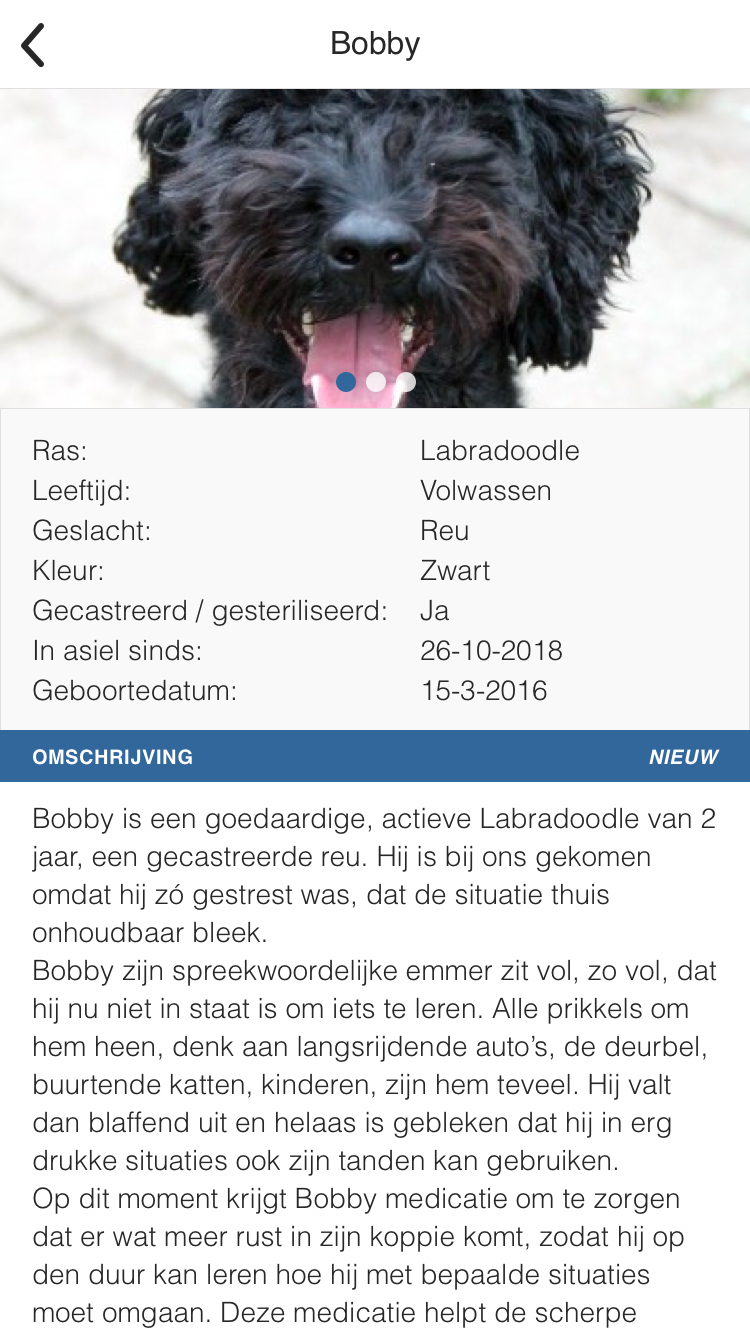 Bobby
Ras: Labradoodle
Leeftijd: Volwassen
Geslacht: Reu
Kleur: Zwart
Gecastreerd / gesteriliseerd: Ja
In asiel sinds: 26-10-2018
Geboortedatum: 15-3-2016
OMSCHRIJVING NIEUW
Bobby is een goedaardige, actieve Labradoodle van 2
jaar, een gecastreerde reu. Hij is bij ons gekomen
omdat hij zó gestrest was, dat de situatie thuis
onhoudbaar bleek.
Bobby zijn spreekwoordelijke emmer zit vol, zo vol, dat
hij nu niet in staat is om iets te leren. Alle prikkels om
hem heen, denk aan langsrijdende auto’s, de deurbel,
buurtende katten, kinderen, zijn hem teveel. Hij valt
dan blaffend uit en helaas is gebleken dat hij in erg
drukke situaties ook zijn tanden kan gebruiken.
Op dit moment krijgt Bobby medicatie om te zorgen
dat er wat meer rust in zijn koppie komt, zodat hij op
den duur kan leren hoe hij met bepaalde situaties
moet omgaan. Deze medicatie helpt de scherpe